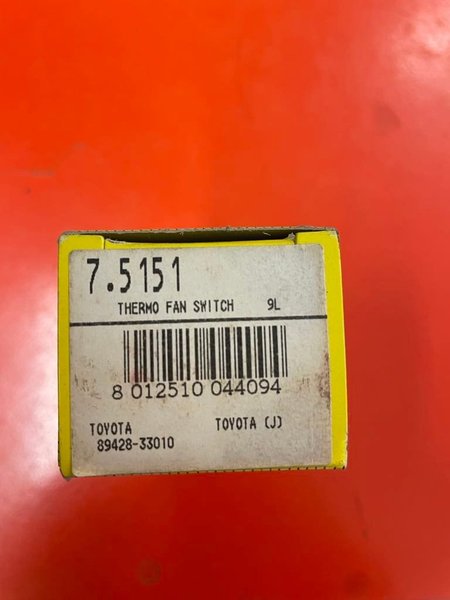 7.5151
THERMO FAN SWITCH 9L
8 012510 044094
TOYOTA TOYOTA (J)
89428-33010